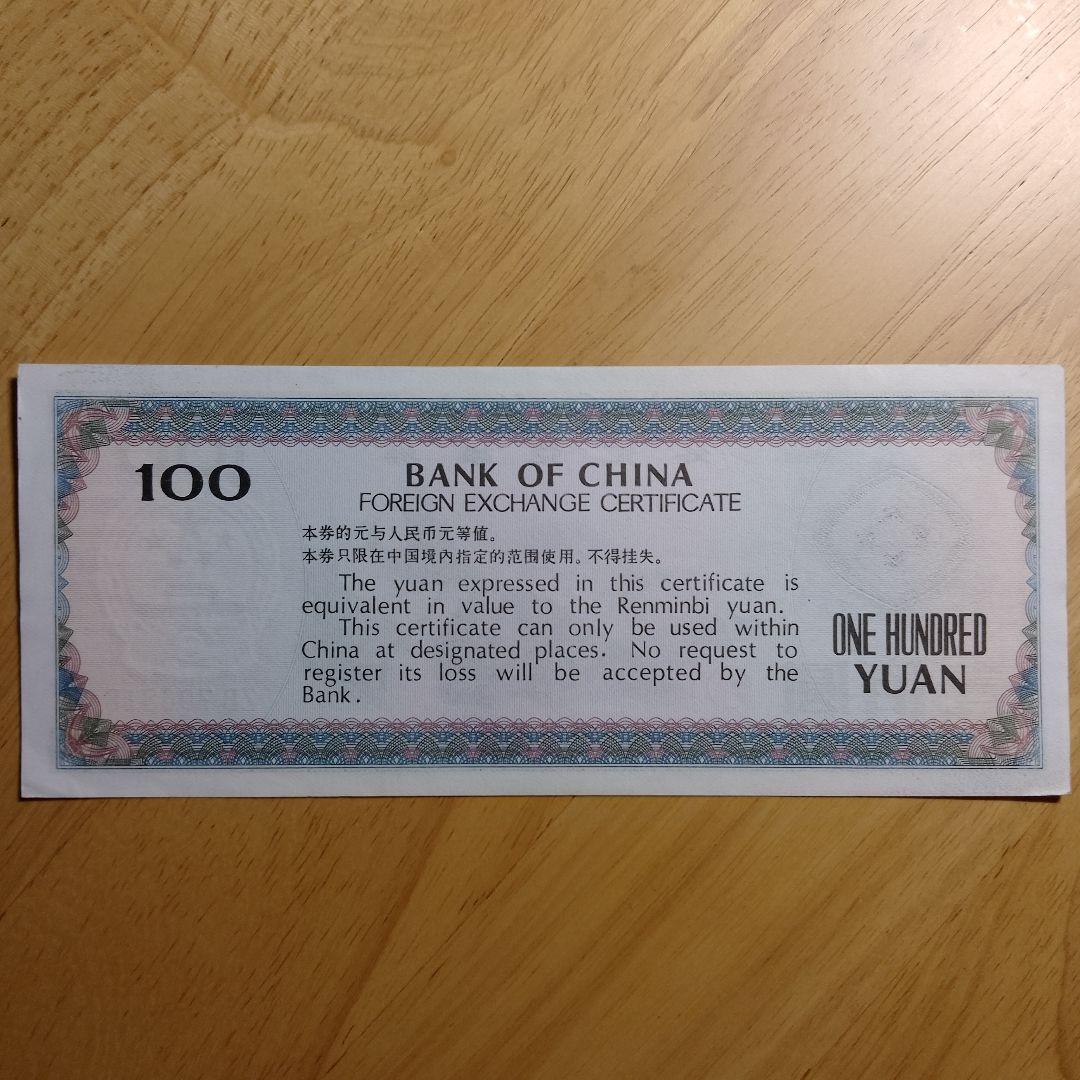 100
BANK OF CHINA
FOREIGN EXCHANGE CERTIFICATE
本券的元与人民币元等值。
本券只限在中国境内指定的范围使用。不得挂失。
The yuan expressed in this certificate is
equivalent in value to the Renminbi yuan.
This certificate can only be used within
China at designated places. No request to
register its loss will be accepted by the
Bank.
ONE HUNDRED
YUAN